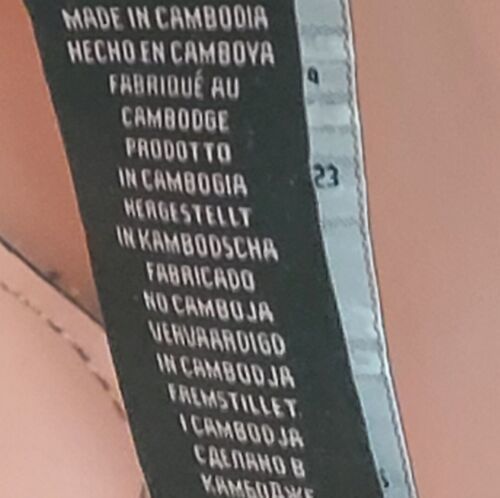 MADE IN CAMBODIA
HECHO EN CAMBOYA
FABRIQUÉ AU
CAMBODGE
PRODOTTO
IN CAMBOGIA
HERGESTELLT
IN KAMBODSCHA
FABRICADO
NO CAMBOJA
VERVAARDIGD
IN CAMBODJA
FREMSTILLET
I CAMBODJA
СДЕЛАНО В
КАМБОДЖЕ
23